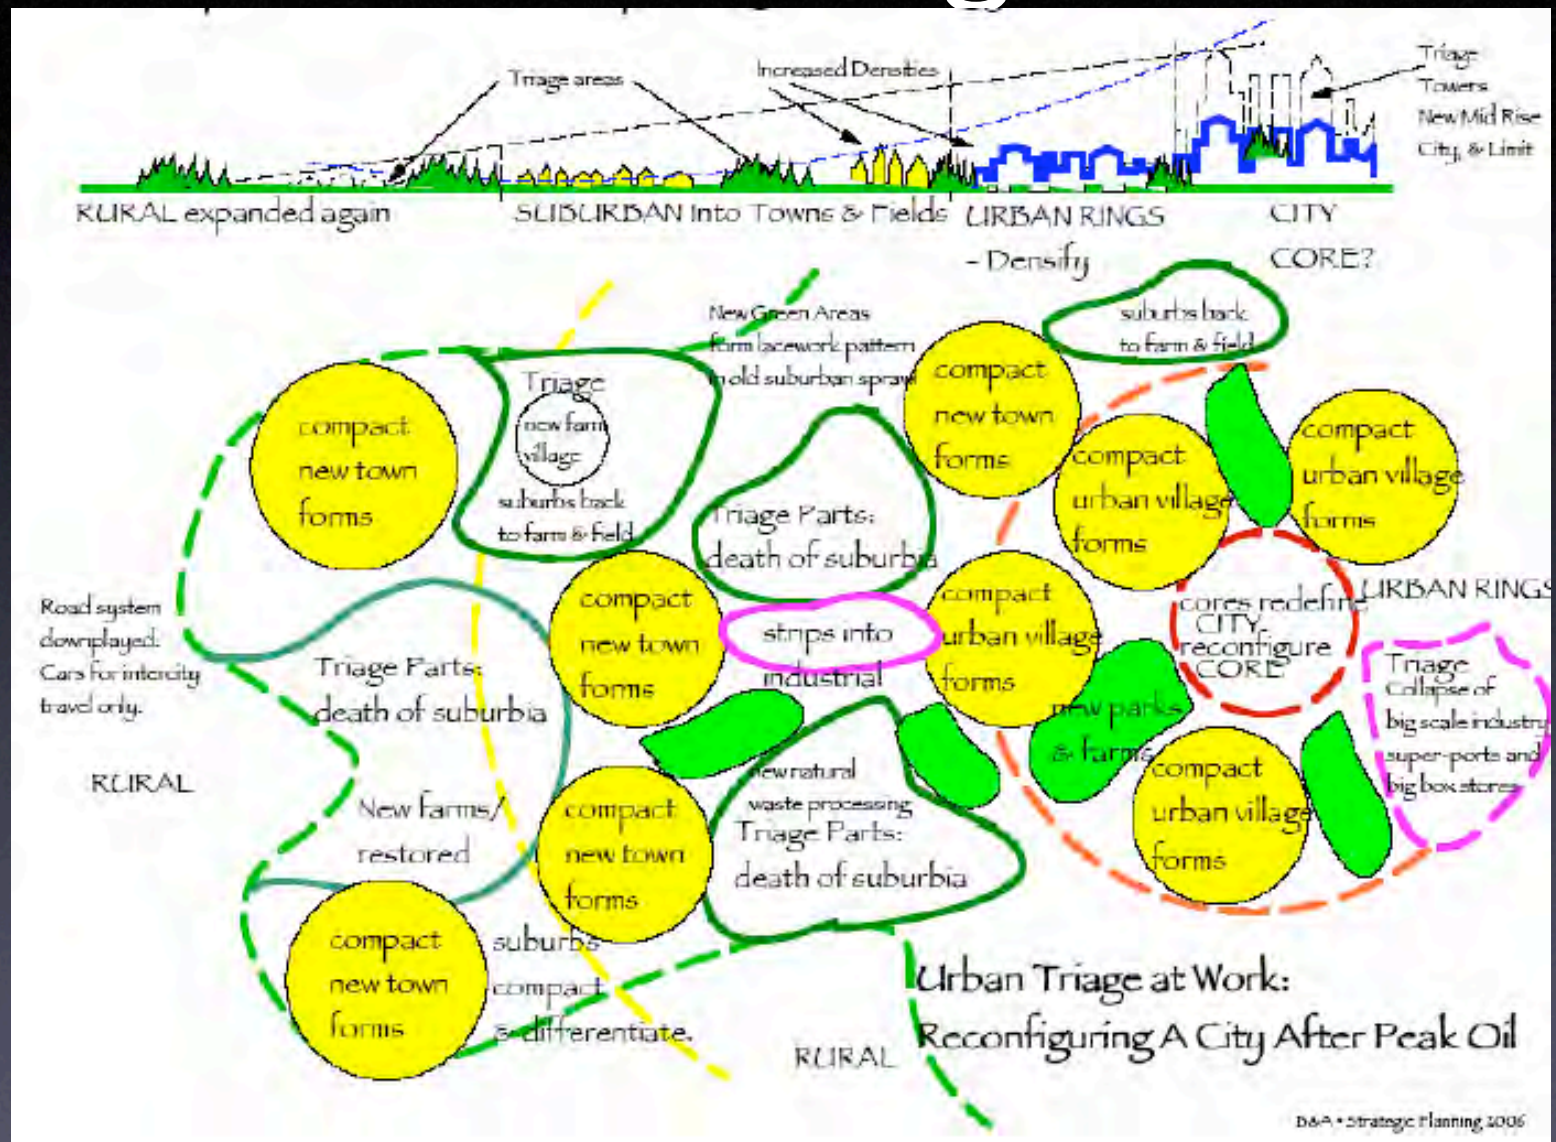 Triage areas
Increased Densities
Triage
Towers
New Mid Rise
City, & Limit
RURAL expanded again
SUBURBAN Into Towns & Fields
URBAN RINGS
- Densify
CITY
CORE?
New Green Areas
form lacework pattern
in old suburban sprawl
suburbs back
to farm & field
compact
new town
forms
Triage
new farm
village
suburbs back
to farm & field
compact
new town
forms
compact
urban village
forms
compact
urban village
forms
Triage Parts:
death of suburbia
Road system
downplayed.
Cars for intercity
travel only.
compact
new town
forms
strips into
industrial
compact
urban village
forms
cores redefine
CITY,
reconfigure
CORE
URBAN RINGS
Triage Parts:
death of suburbia
Triage
Collapse of
big scale industry
super-ports and
big box stores
new parks
& farms
RURAL
New farms/
restored
compact
new town
forms
new natural
waste processing
Triage Parts:
death of suburbia
compact
urban village
forms
compact
new town
forms
suburbs
compact
& differentiate.
RURAL
Urban Triage at Work:
Reconfiguring A City After Peak Oil
B&A • Strategic Planning 2006